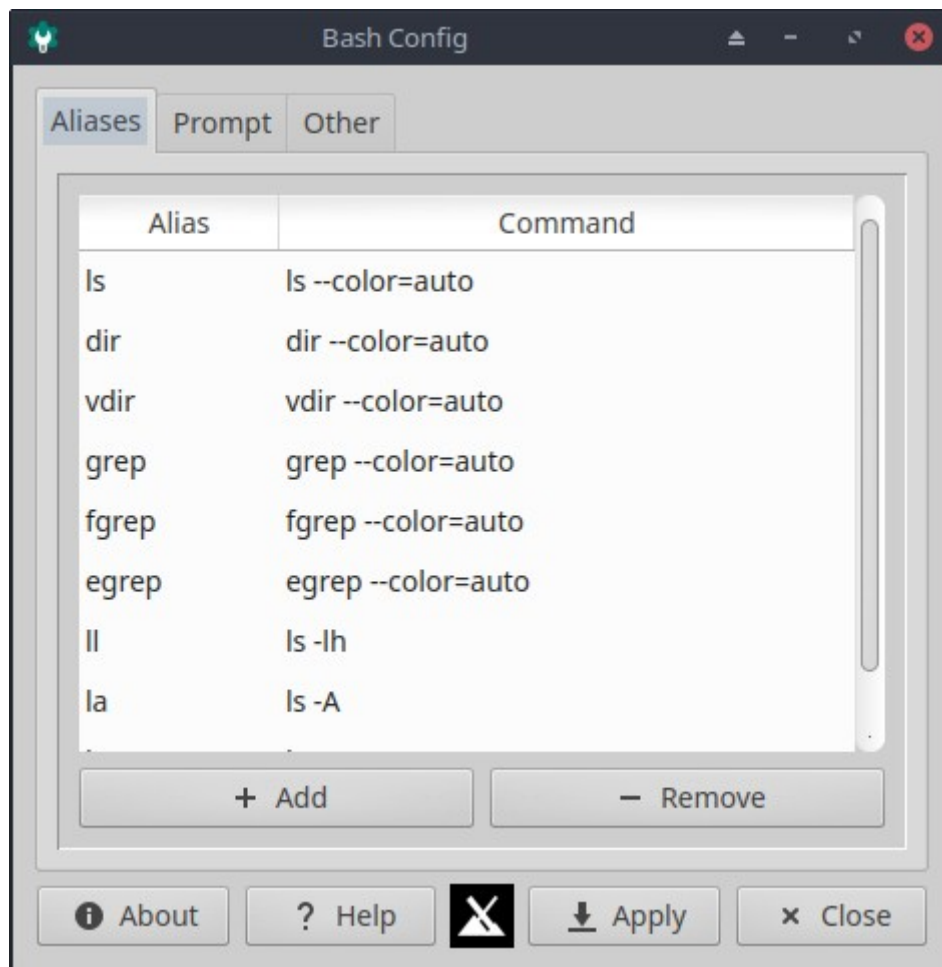 Bash Config
Aliases Prompt Other
Alias Command
ls ls --color=auto
dir dir --color=auto
vdir vdir --color=auto
grep grep --color=auto
fgrep fgrep --color=auto
egrep egrep --color=auto
ll ls -lh
la ls -A
+ Add − Remove
About ? Help Apply × Close